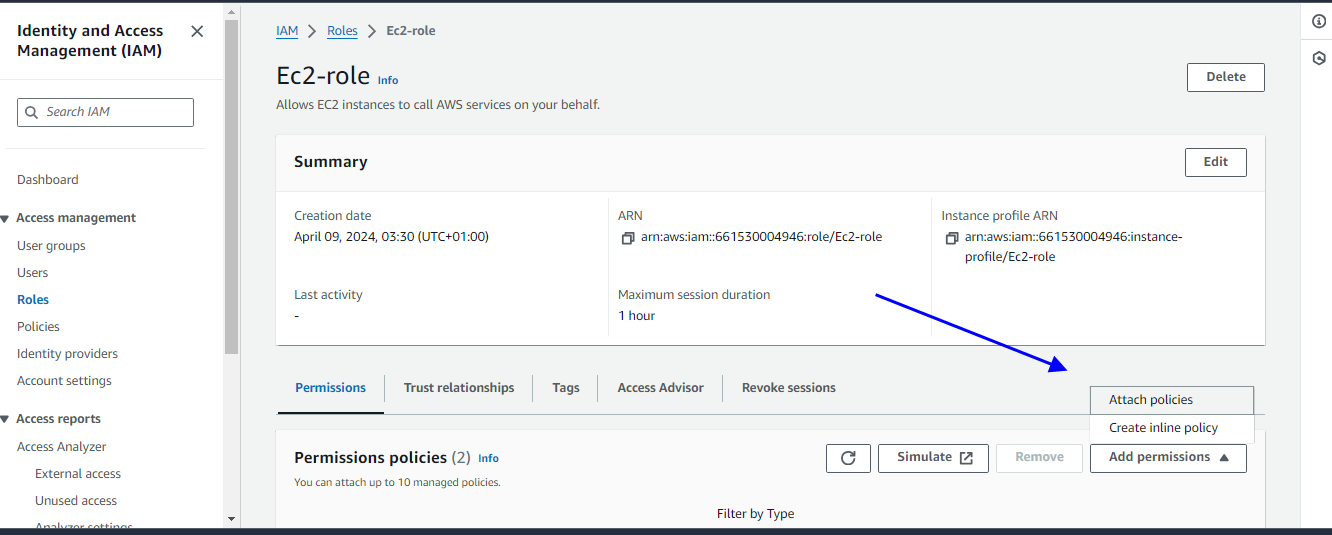 Identity and Access
Management (IAM)
Search IAM
Dashboard
Access management
User groups
Users
Roles
Policies
Identity providers
Account settings
Access reports
Access Analyzer
External access
Unused access
Analyzer settings
IAM > Roles > Ec2-role
Ec2-role Info
Delete
Allows EC2 instances to call AWS services on your behalf.
Summary
Edit
Creation date
April 09, 2024, 03:30 (UTC+01:00)
ARN
arn:aws:iam::661530004946:role/Ec2-role
Instance profile ARN
arn:aws:iam::661530004946:instance-
profile/Ec2-role
Last activity
-
Maximum session duration
1 hour
Permissions
Trust relationships
Tags
Access Advisor
Revoke sessions
Attach policies
Create inline policy
Permissions policies (2) Info
Simulate
Remove
Add permissions
You can attach up to 10 managed policies.
Filter by Type